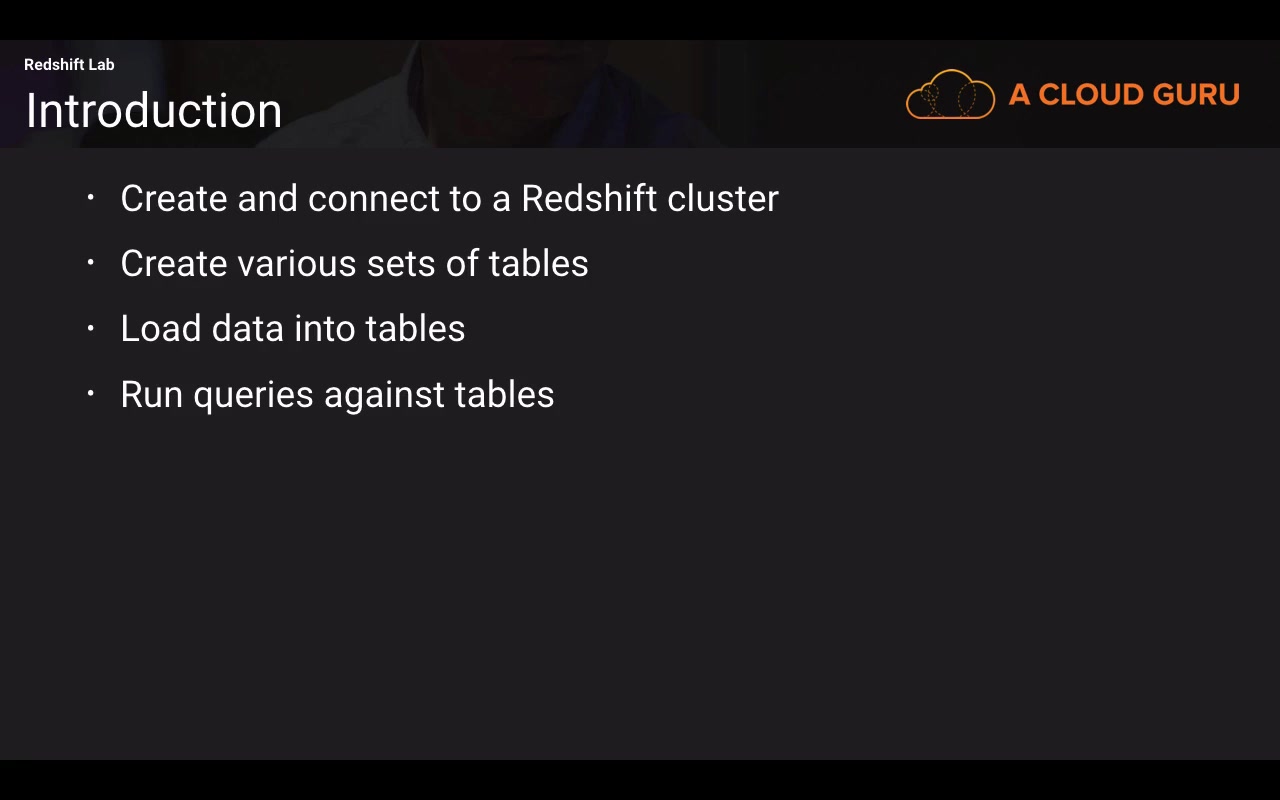 Redshift Lab
Introduction
A CLOUD GURU
• Create and connect to a Redshift cluster
• Create various sets of tables
• Load data into tables
• Run queries against tables